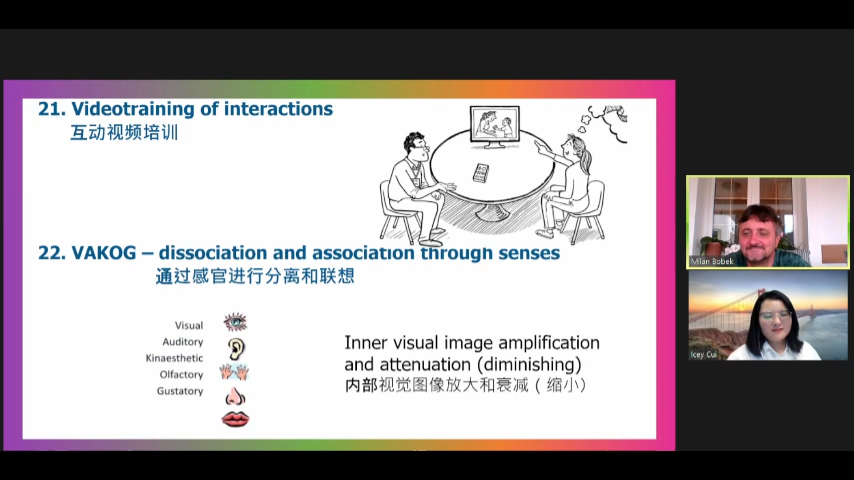 21. Videotraining of interactions
互动视频培训
22. VAKOG – dissociation and association through senses
通过感官进行分离和联想
Visual
Auditory
Kinaesthetic
Olfactory
Gustatory
Inner visual image amplification
and attenuation (diminishing)
内部视觉图像放大和衰减（缩小）
Milan Bobek
Icey Cui